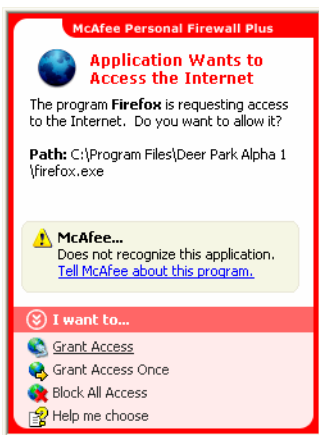 McAfee Personal Firewall Plus
Application Wants to
Access the Internet
The program Firefox is requesting access
to the Internet. Do you want to allow it?
Path: C:\Program Files\Deer Park Alpha 1
\firefox.exe
McAfee...
Does not recognize this application.
Tell McAfee about this program.
I want to...
Grant Access
Grant Access Once
Block All Access
Help me choose